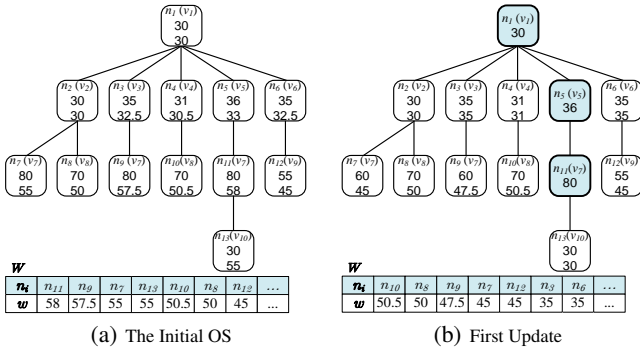 n1 (v1)
30
30
n2 (v2) n3 (v3) n4 (v4) n5 (v5) n6 (v6)
30 35 31 36 35
30 32.5 30.5 33 32.5
n7 (v7) n8 (v8) n9 (v7) n10(v8) n11(v7) n12(v9)
80 70 80 70 80 55
55 50 57.5 50.5 58 45
n13(v10)
30
55
W
ni n11 n9 n7 n13 n10 n8 n12 ...
w 58 57.5 55 55 50.5 50 45 ...
(a) The Initial OS
n1 (v1)
30
n2 (v2) n3 (v3) n4 (v4) n5 (v5) n6 (v6)
30 35 31 36 35
30 35 31 35
n7 (v7) n8 (v8) n9 (v7) n10(v8) n11(v7) n12(v9)
60 70 60 70 80 55
45 50 47.5 50.5 45
n13(v10)
30
30
W
ni n10 n8 n9 n7 n12 n3 n6 ...
w 50.5 50 47.5 45 45 35 35 ...
(b) First Update